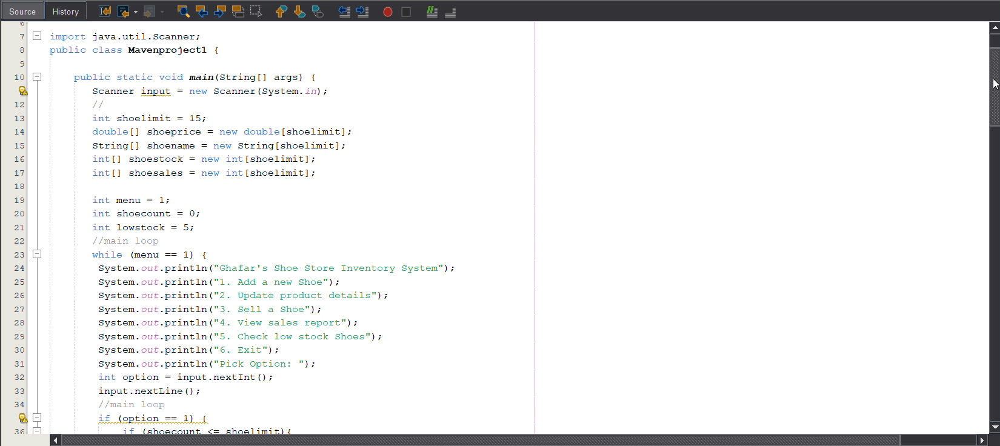 Source History
6
7 import java.util.Scanner;
8 public class Mavenproject1 {
9
10 public static void main(String[] args) {
Scanner input = new Scanner(System.in);
12 //
13 int shoelimit = 15;
14 double[] shoeprice = new double[shoelimit];
15 String[] shoename = new String[shoelimit];
16 int[] shoestock = new int[shoelimit];
17 int[] shoesales = new int[shoelimit];
18
19 int menu = 1;
20 int shoecount = 0;
21 int lowstock = 5;
22 //main loop
23 while (menu == 1) {
24 System.out.println("Ghafar's Shoe Store Inventory System");
25 System.out.println("1. Add a new Shoe");
26 System.out.println("2. Update product details");
27 System.out.println("3. Sell a Shoe");
28 System.out.println("4. View sales report");
29 System.out.println("5. Check low stock Shoes");
30 System.out.println("6. Exit");
31 System.out.println("Pick Option: ");
32 int option = input.nextInt();
33 input.nextLine();
34 //main loop
if (option == 1) {
36 if (shoecount <= shoelimit){